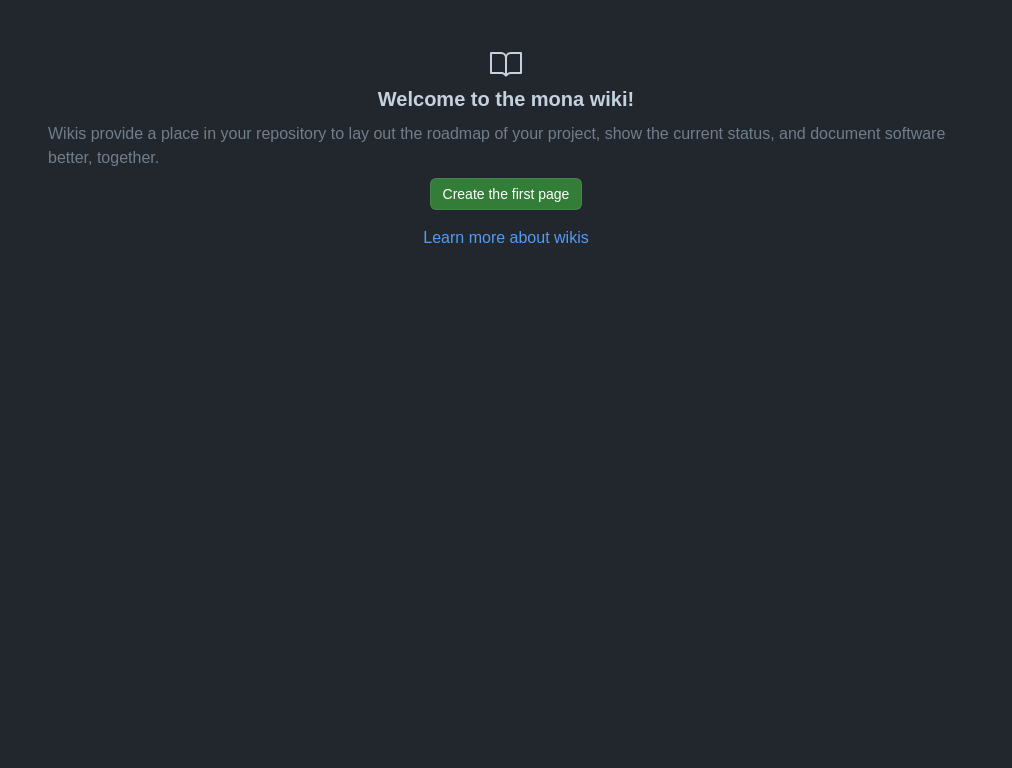 Welcome to the mona wiki!
Wikis provide a place in your repository to lay out the roadmap of your project, show the current status, and document software
better, together.
Create the first page
Learn more about wikis